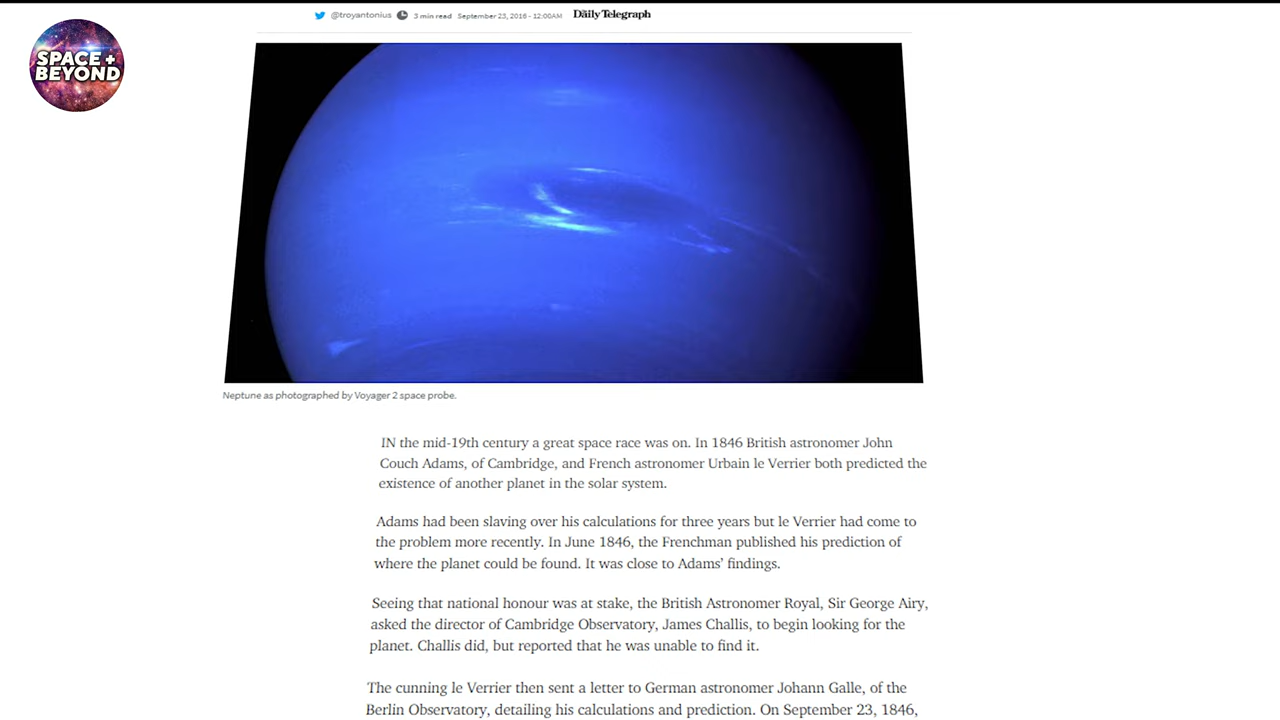 @troyantonius 3 min read September 23, 2016 - 12:00AM The Daily Telegraph
SPACE +
BEYOND
Neptune as photographed by Voyager 2 space probe.
IN the mid-19th century a great space race was on. In 1846 British astronomer John
Couch Adams, of Cambridge, and French astronomer Urbain le Verrier both predicted the
existence of another planet in the solar system.
Adams had been slaving over his calculations for three years but le Verrier had come to
the problem more recently. In June 1846, the Frenchman published his prediction of
where the planet could be found. It was close to Adams’ findings.
Seeing that national honour was at stake, the British Astronomer Royal, Sir George Airy,
asked the director of Cambridge Observatory, James Challis, to begin looking for the
planet. Challis did, but reported that he was unable to find it.
The cunning le Verrier then sent a letter to German astronomer Johann Galle, of the
Berlin Observatory, detailing his calculations and prediction. On September 23, 1846,